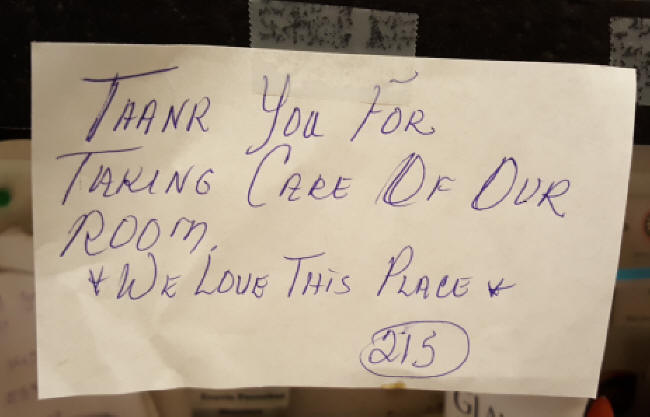 THANK YOU FOR
TAKING CARE OF OUR
ROOM.
* WE LOVE THIS PLACE *
215